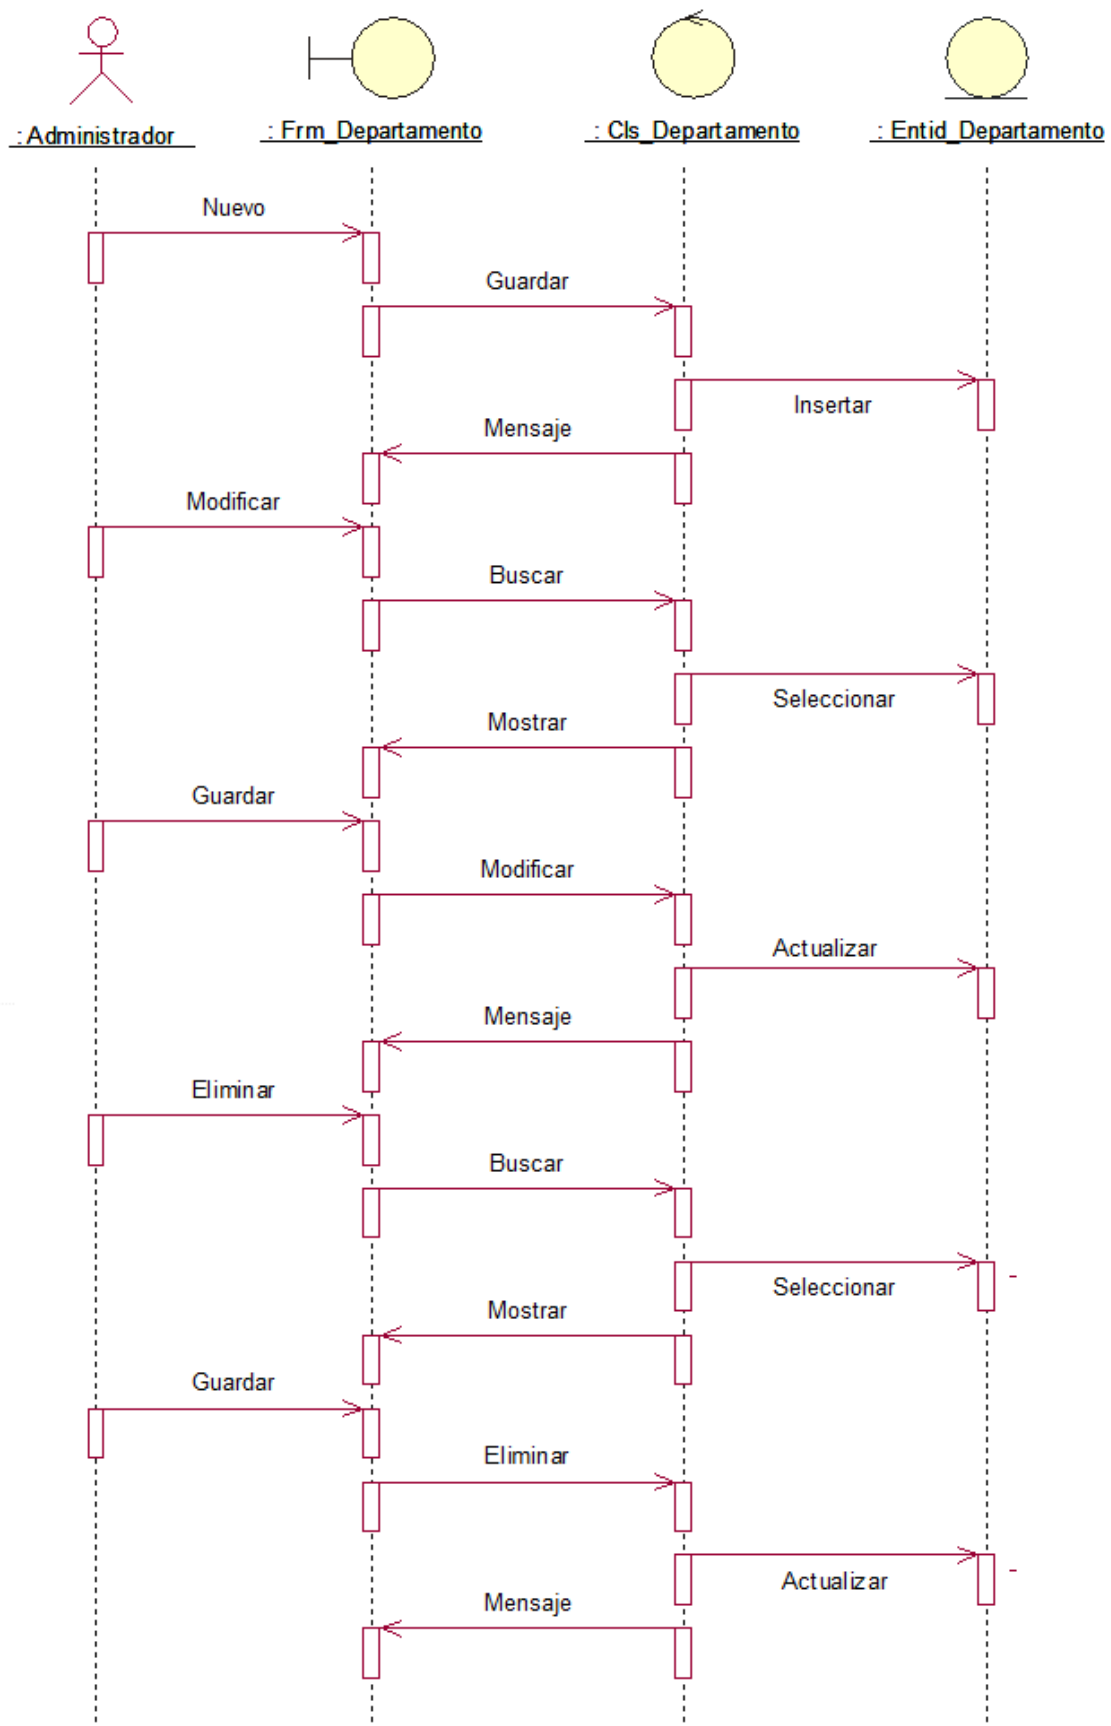 : Administrador
: Frm_Departamento
: Cls_Departamento
: Entid_Departamento
Nuevo
Guardar
Insertar
Mensaje
Modificar
Buscar
Seleccionar
Mostrar
Guardar
Modificar
Actualizar
Mensaje
Eliminar
Buscar
Seleccionar
Mostrar
Guardar
Eliminar
Actualizar
Mensaje